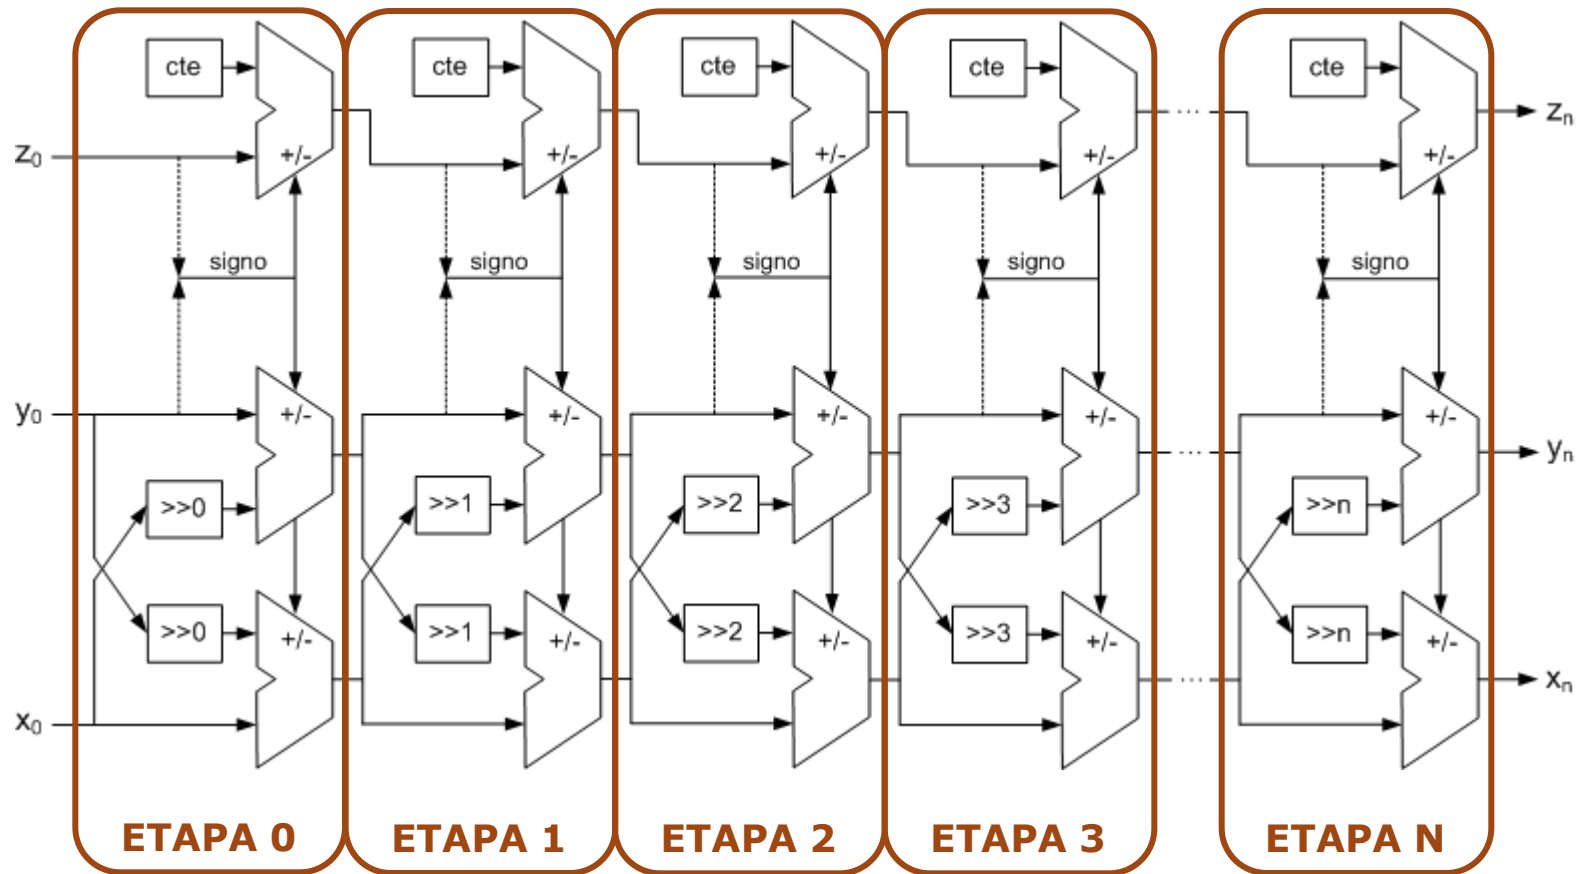 cte cte cte cte cte
z₀ +/- +/- +/- +/- +/- zₙ
signo signo signo signo signo
y₀ +/- +/- +/- +/- +/- yₙ
>>0 >>1 >>2 >>3 >>n
>>0 >>1 >>2 >>3 >>n
+/- +/- +/- +/- +/-
x₀ xₙ
... ... ...
ETAPA 0 ETAPA 1 ETAPA 2 ETAPA 3 ETAPA N